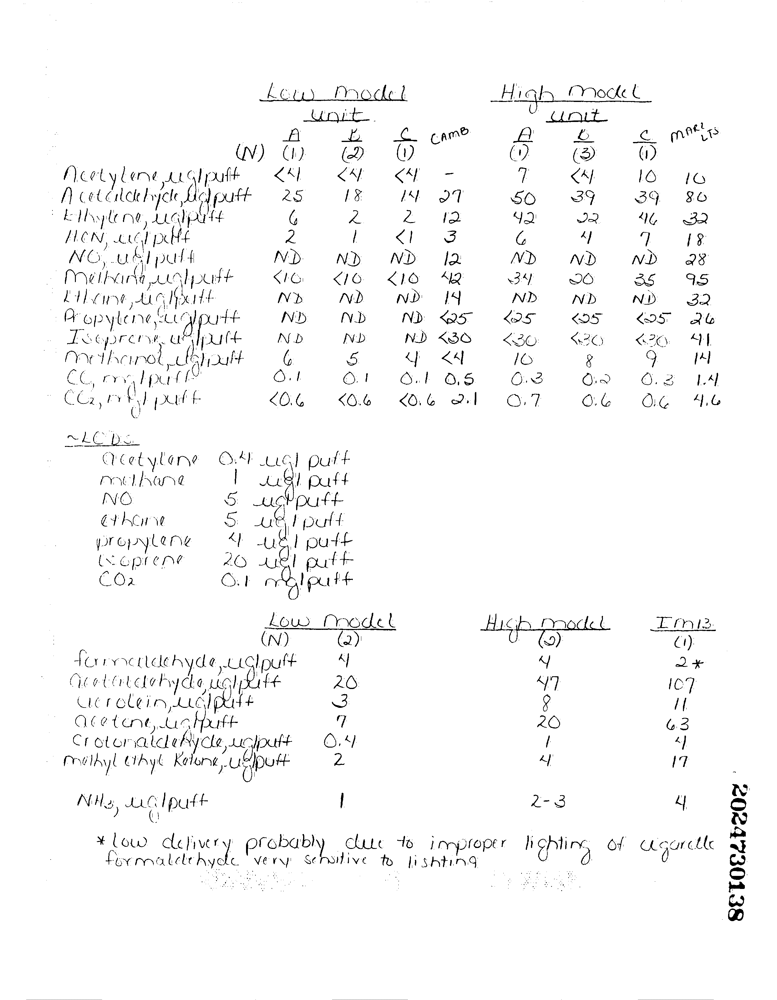 Low Model High Model
Unit Unit
A B C CAMB A B C MARL LTS
(N) (1) (2) (1) (1) (3) (1)
Acetylene, ug/puff <4 <4 <4 - 7 <4 10 10
Acetaldehyde, ug/puff 25 18 14 27 50 39 39 80
Ethylene, ug/puff 6 2 2 12 42 22 46 32
HCN, ug/puff 2 1 <1 3 6 4 7 18
NO, ug/puff ND ND ND 12 ND ND ND 28
Methane, ug/puff <10 <10 <10 42 34 20 35 95
Ethane, ug/puff ND ND ND 14 ND ND ND 32
Propylene, ug/puff ND ND ND <25 <25 <25 <25 26
Isoprene, ug/puff ND ND ND <30 <30 <30 <30 41
Methanol, ug/puff 6 5 4 <4 10 8 9 14
CO, mg/puff 0.1 0.1 0.1 0.5 0.3 0.2 0.3 1.4
CO2, mg/puff <0.6 <0.6 <0.6 2.1 0.7 0.6 0.6 4.6
~LODs
acetylene 0.4 ug/puff
methane 1 ug/puff
NO 5 ug/puff
ethane 5 ug/puff
propylene 4 ug/puff
isoprene 20 ug/puff
CO2 0.1 mg/puff
Low Model High Model IM13
(N) (2) (2) (1)
formaldehyde, ug/puff 4 4 2*
acetaldehyde, ug/puff 20 47 107
acrolein, ug/puff 3 8 11
acetone, ug/puff 7 20 63
Crotonaldehyde, ug/puff 0.4 1 4
methyl ethyl Ketone, ug/puff 2 4 17
NH3, ug/puff 1 2-3 4
* low delivery probably due to improper lighting of cigarette
formaldehyde very sensitive to lighting
2024730138